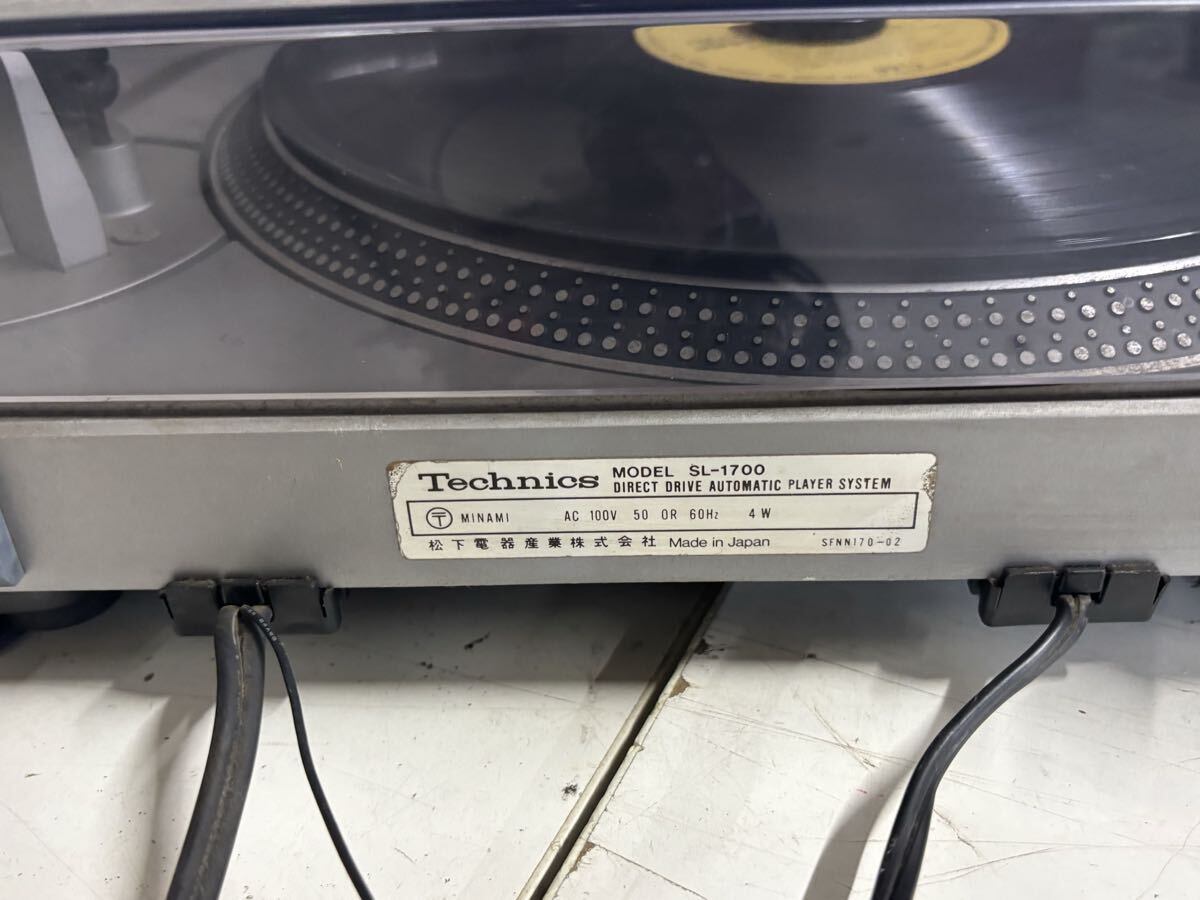 Technics MODEL SL-1700
DIRECT DRIVE AUTOMATIC PLAYER SYSTEM
〒 MINAMI AC 100V 50 OR 60Hz 4W
松下電器産業株式会社 Made in Japan SFNN170-02